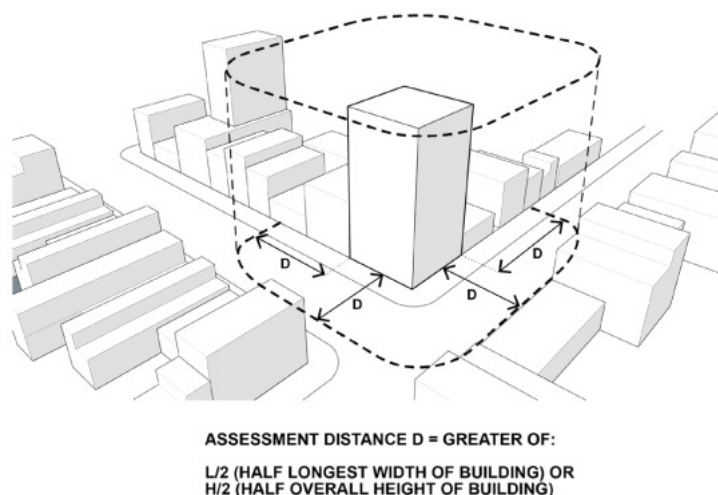 D
D
D
D
ASSESSMENT DISTANCE D = GREATER OF:
L/2 (HALF LONGEST WIDTH OF BUILDING) OR
H/2 (HALF OVERALL HEIGHT OF BUILDING)